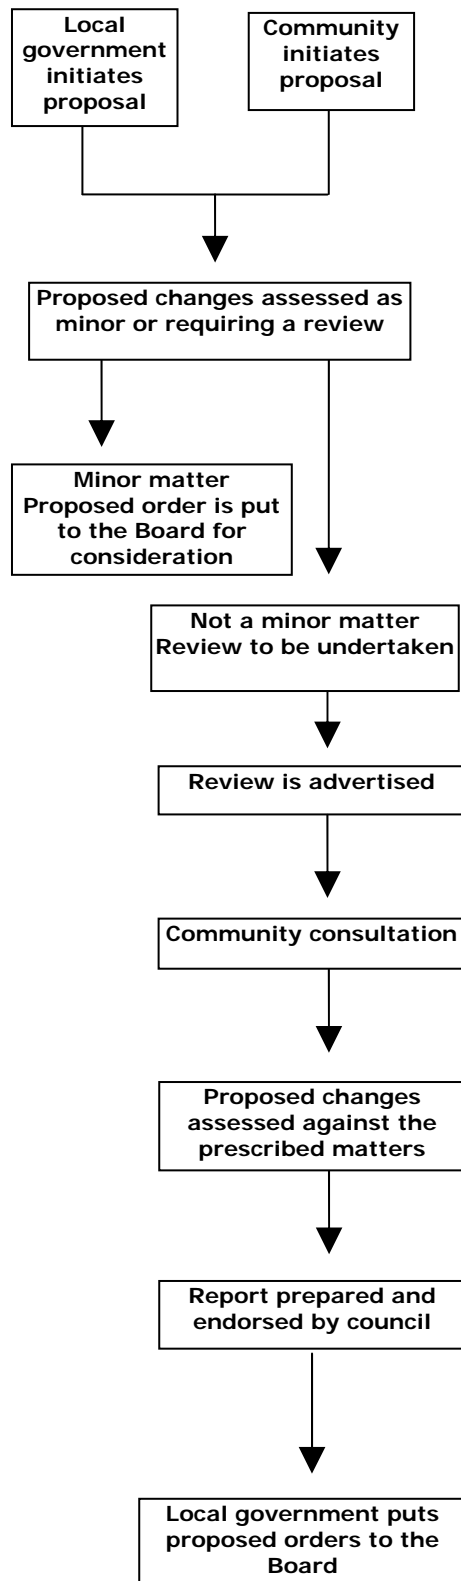 Local
government
initiates
proposal
Community
initiates
proposal
Proposed changes assessed as
minor or requiring a review
Minor matter
Proposed order is put
to the Board for
consideration
Not a minor matter
Review to be undertaken
Review is advertised
Community consultation
Proposed changes
assessed against the
prescribed matters
Report prepared and
endorsed by council
Local government puts
proposed orders to the
Board